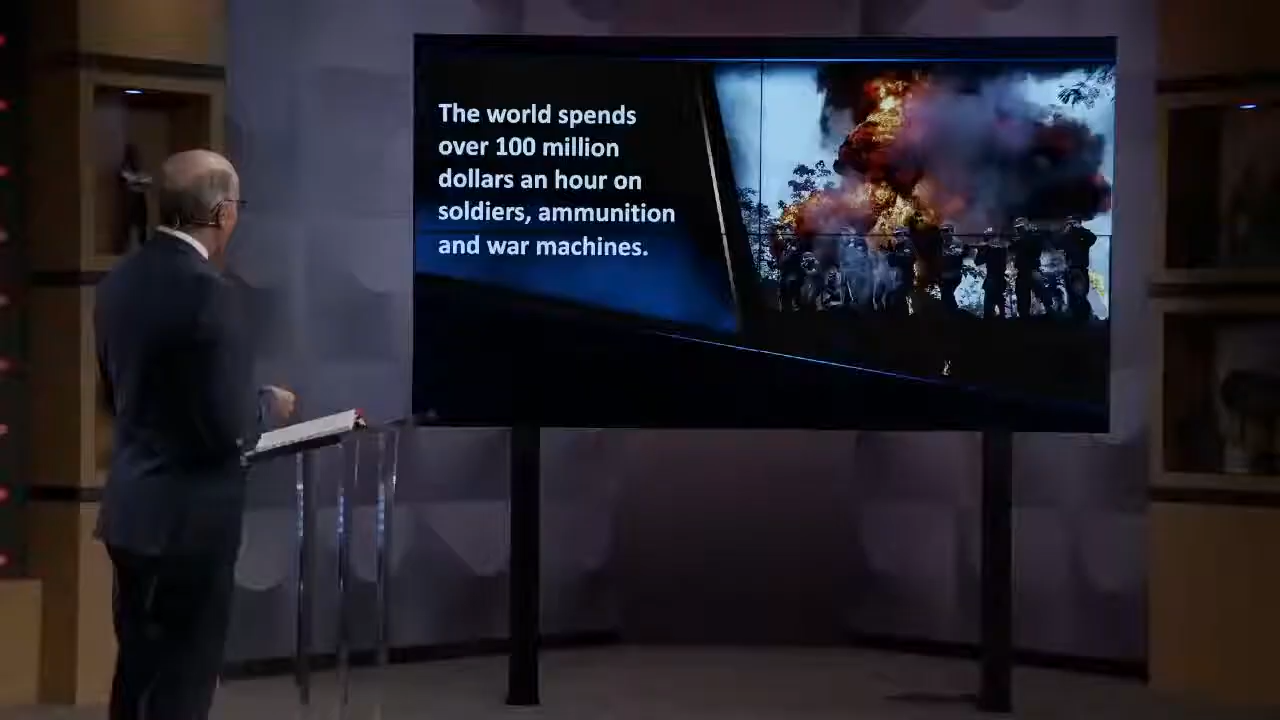 The world spends
over 100 million
dollars an hour on
soldiers, ammunition
and war machines.